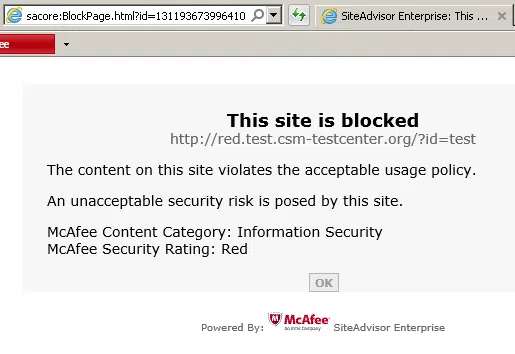 sacore:BlockPage.html?id=131193673996410
SiteAdvisor Enterprise: This ...
ee
This site is blocked
http://red.test.csm-testcenter.org/?id=test
The content on this site violates the acceptable usage policy.
An unacceptable security risk is posed by this site.
McAfee Content Category: Information Security
McAfee Security Rating: Red
OK
Powered By: McAfee SiteAdvisor Enterprise
An Intel Company